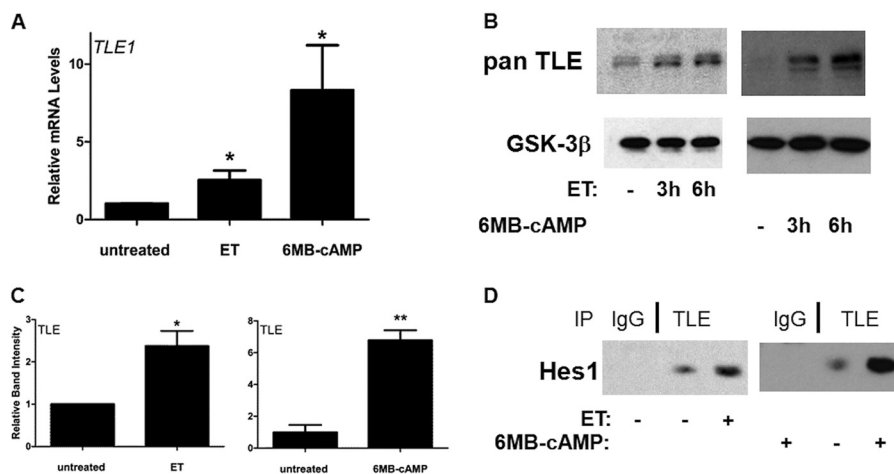 A
TLE1
Relative mRNA Levels
10
5
0
* *
untreated ET 6MB-cAMP
B
pan TLE
GSK-3β
ET: - 3h 6h
6MB-cAMP - 3h 6h
C
TLE
Relative Band Intensity
3
2
1
0
*
untreated ET
TLE
8
6
4
2
0
**
untreated 6MB-cAMP
D
IP IgG | TLE IgG | TLE
Hes1
ET: - - +
6MB-cAMP: + - +